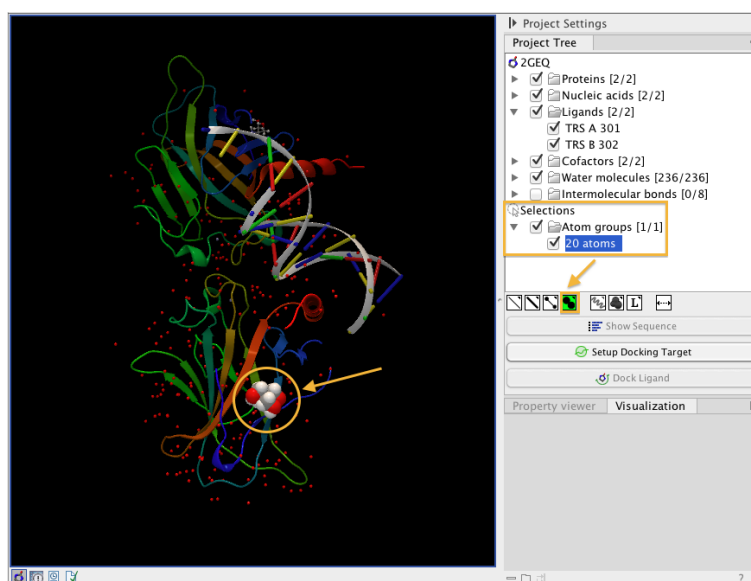 Project Settings
Project Tree
2GEQ
Proteins [2/2]
Nucleic acids [2/2]
Ligands [2/2]
TRS A 301
TRS B 302
Cofactors [2/2]
Water molecules [236/236]
Intermolecular bonds [0/8]
Selections
Atom groups [1/1]
20 atoms
L
Show Sequence
Setup Docking Target
Dock Ligand
Property viewer Visualization
?